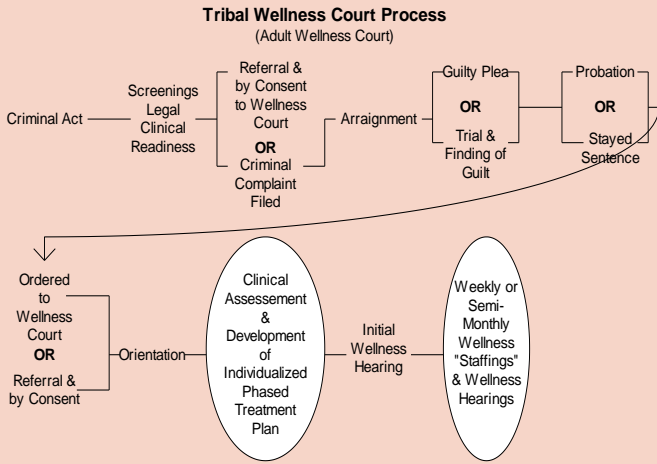 Tribal Wellness Court Process
(Adult Wellness Court)
Criminal Act
Screenings
Legal
Clinical
Readiness
Referral &
by Consent
to Wellness
Court
OR
Criminal
Complaint
Filed
Arraignment
Guilty Plea
OR
Trial &
Finding of
Guilt
Probation
OR
Stayed
Sentence
Ordered
to
Wellness
Court
OR
Referral &
by Consent
Orientation
Clinical
Assessement
&
Development
of
Individualized
Phased
Treatment
Plan
Initial
Wellness
Hearing
Weekly or
Semi-
Monthly
Wellness
"Staffings"
& Wellness
Hearings